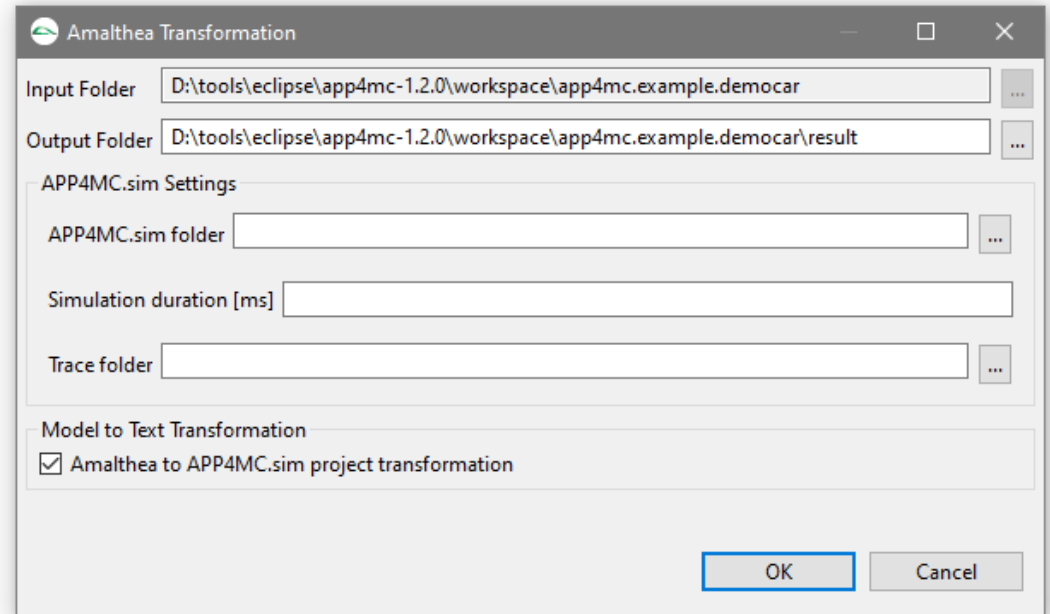 Amalthea Transformation
Input Folder D:\tools\eclipse\app4mc-1.2.0\workspace\app4mc.example.democar ...
Output Folder D:\tools\eclipse\app4mc-1.2.0\workspace\app4mc.example.democar\result ...
APP4MC.sim Settings
APP4MC.sim folder ...
Simulation duration [ms]
Trace folder ...
Model to Text Transformation
Amalthea to APP4MC.sim project transformation
OK Cancel